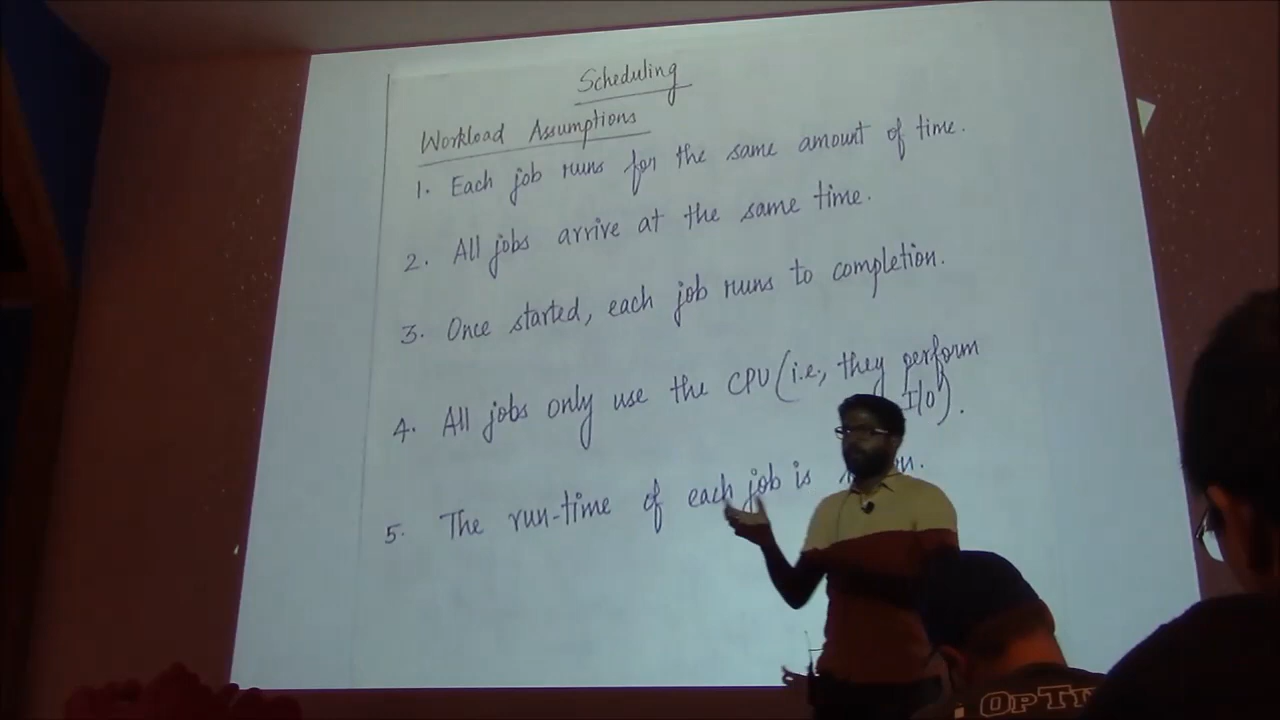 Scheduling
Workload Assumptions
1. Each job runs for the same amount of time.
2. All jobs arrive at the same time.
3. Once started, each job runs to completion.
4. All jobs only use the CPU (i.e., they perform
I/O).
5. The run-time of each job is